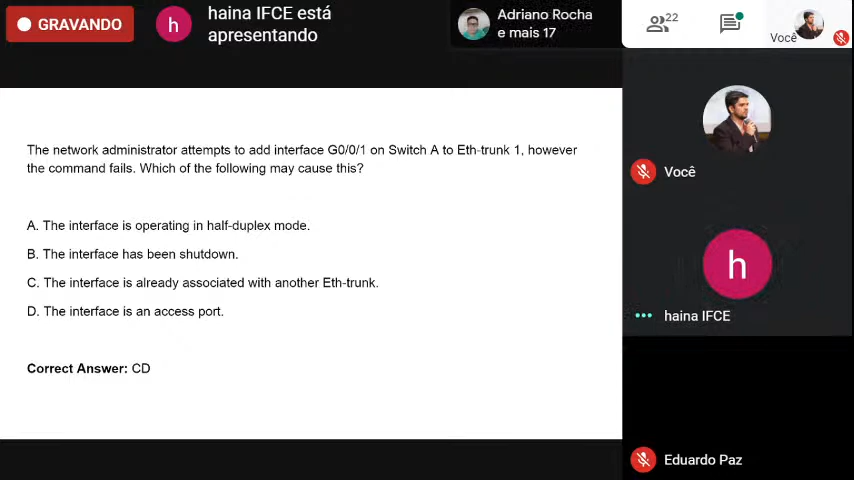 GRAVANDO
h
haina IFCE está
apresentando
Adriano Rocha
e mais 17
22
Você
The network administrator attempts to add interface G0/0/1 on Switch A to Eth-trunk 1, however
the command fails. Which of the following may cause this?
A. The interface is operating in half-duplex mode.
B. The interface has been shutdown.
C. The interface is already associated with another Eth-trunk.
D. The interface is an access port.
Correct Answer: CD
Você
h
haina IFCE
Eduardo Paz